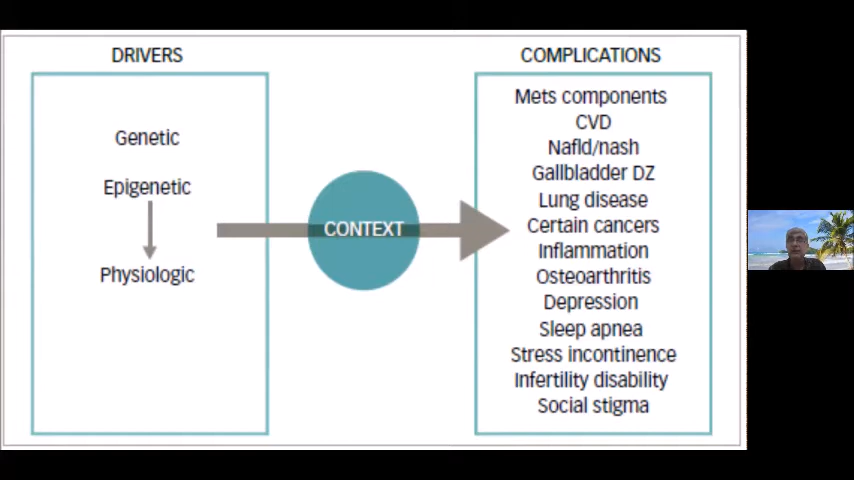 DRIVERS
Genetic
Epigenetic
Physiologic
CONTEXT
COMPLICATIONS
Mets components
CVD
Nafld/nash
Gallbladder DZ
Lung disease
Certain cancers
Inflammation
Osteoarthritis
Depression
Sleep apnea
Stress incontinence
Infertility disability
Social stigma